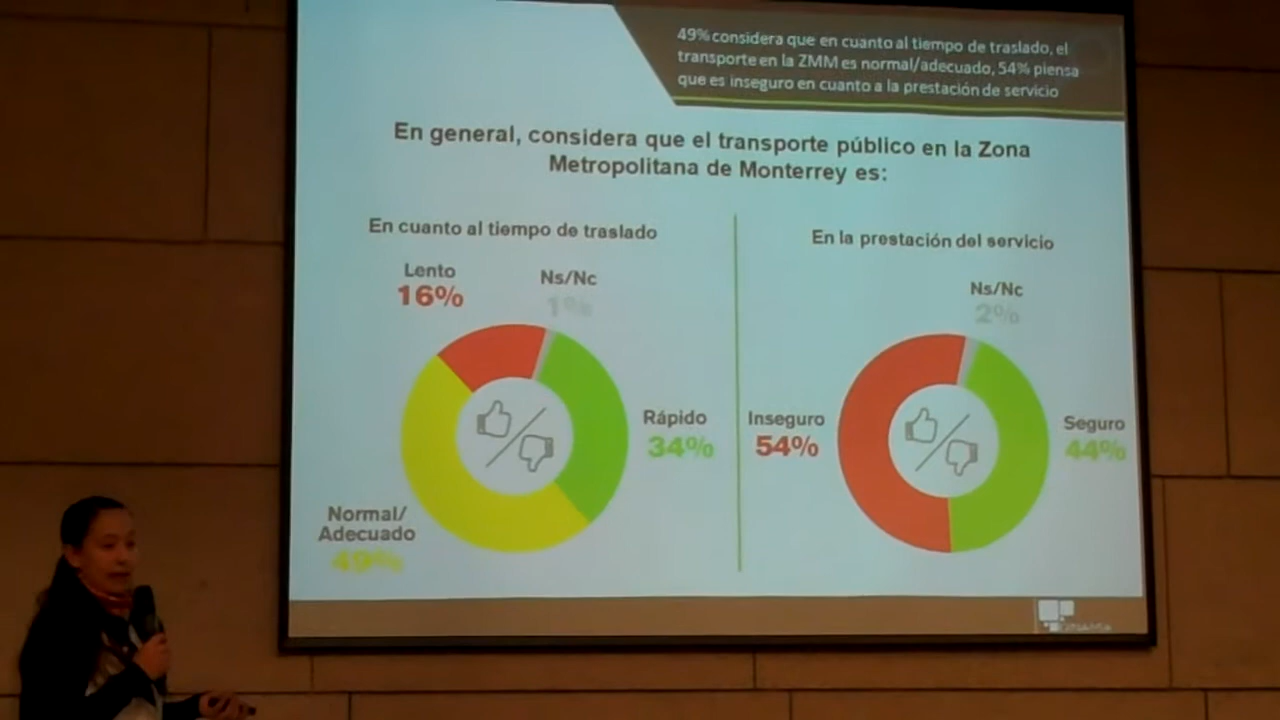 49% considera que en cuanto al tiempo de traslado, el
transporte en la ZMM es normal/adecuado, 54% piensa
que es inseguro en cuanto a la prestación de servicio
En general, considera que el transporte público en la Zona
Metropolitana de Monterrey es:
En cuanto al tiempo de traslado
Lento
16%
Ns/Nc
1%
Rápido
34%
Normal/
Adecuado
49%
En la prestación del servicio
Ns/Nc
2%
Inseguro
54%
Seguro
44%